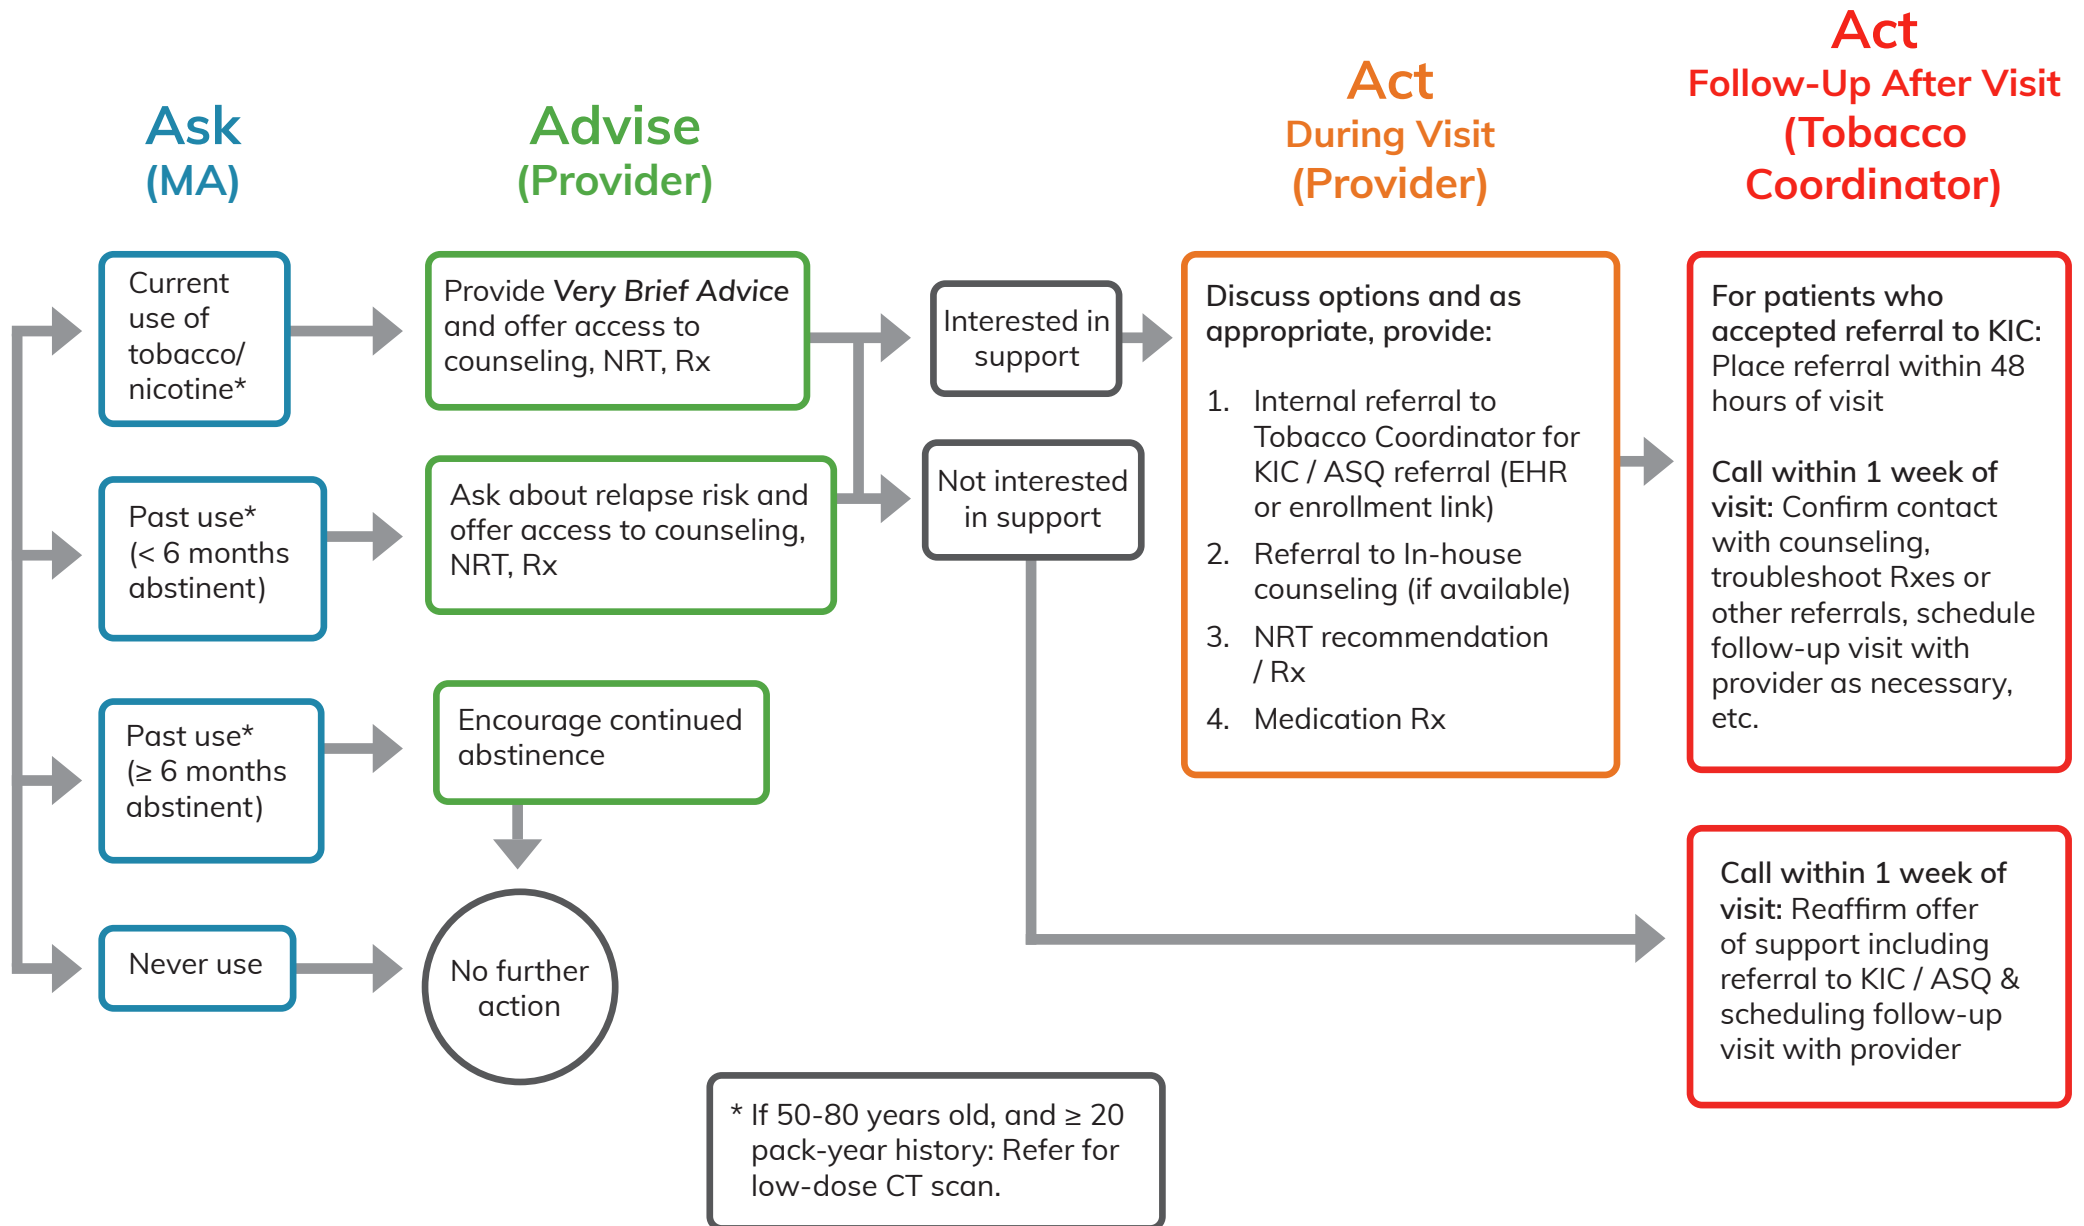 Ask
(MA)
Advise
(Provider)
Act
During Visit
(Provider)
Act
Follow-Up After Visit
(Tobacco
Coordinator)
Current
use of
tobacco/
nicotine*
Provide Very Brief Advice
and offer access to
counseling, NRT, Rx
Interested in
support
Discuss options and as
appropriate, provide:
1. Internal referral to
Tobacco Coordinator for
KIC / ASQ referral (EHR
or enrollment link)
2. Referral to In-house
counseling (if available)
3. NRT recommendation
/ Rx
4. Medication Rx
For patients who
accepted referral to KIC:
Place referral within 48
hours of visit
Call within 1 week of
visit: Confirm contact
with counseling,
troubleshoot Rxes or
other referrals, schedule
follow-up visit with
provider as necessary,
etc.
Past use*
(< 6 months
abstinent)
Ask about relapse risk and
offer access to counseling,
NRT, Rx
Not interested
in support
Past use*
(≥ 6 months
abstinent)
Encourage continued
abstinence
Never use
No further
action
Call within 1 week of
visit: Reaffirm offer
of support including
referral to KIC / ASQ &
scheduling follow-up
visit with provider
* If 50-80 years old, and ≥ 20
pack-year history: Refer for
low-dose CT scan.